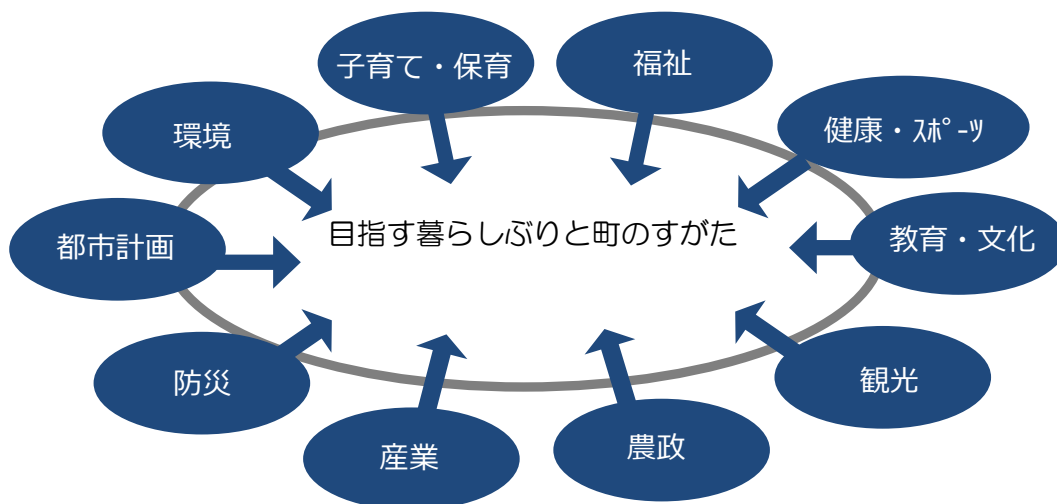 子育て・保育
福祉
環境
健康・ｽﾎﾟｰﾂ
目指す暮らしぶりと町のすがた
都市計画
教育・文化
防災
観光
産業
農政